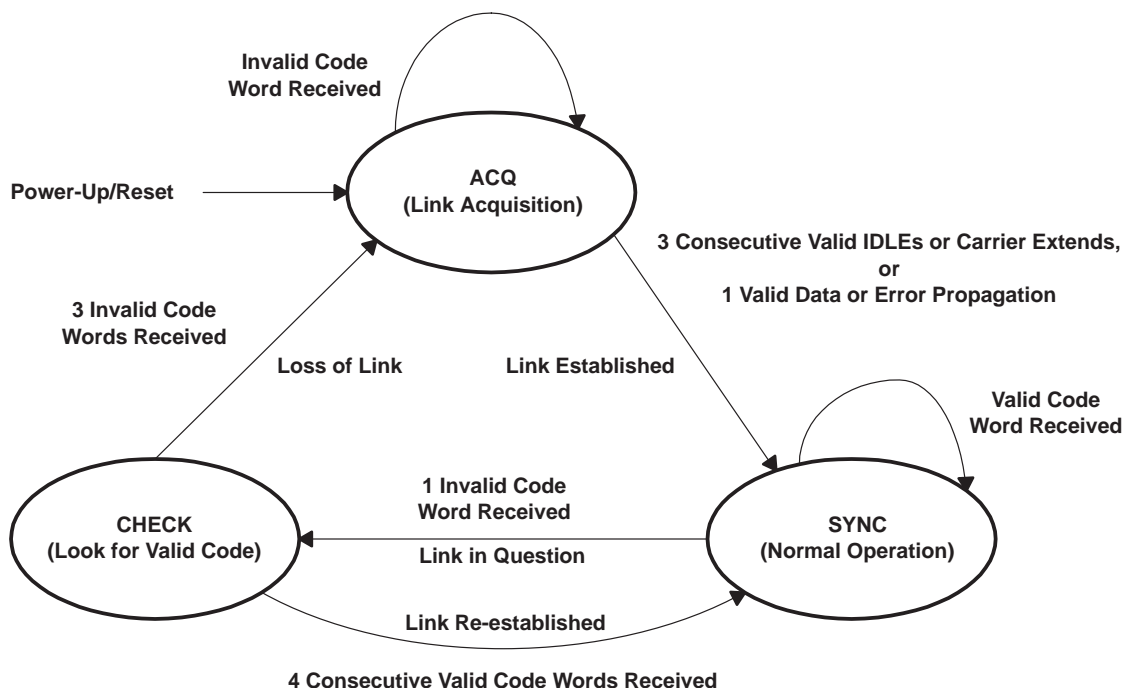 Invalid Code
Word Received
Power-Up/Reset
ACQ
(Link Acquisition)
3 Consecutive Valid IDLEs or Carrier Extends,
or
1 Valid Data or Error Propagation
3 Invalid Code
Words Received
Loss of Link
Link Established
Valid Code
Word Received
1 Invalid Code
Word Received
CHECK
(Look for Valid Code)
SYNC
(Normal Operation)
Link in Question
Link Re-established
4 Consecutive Valid Code Words Received